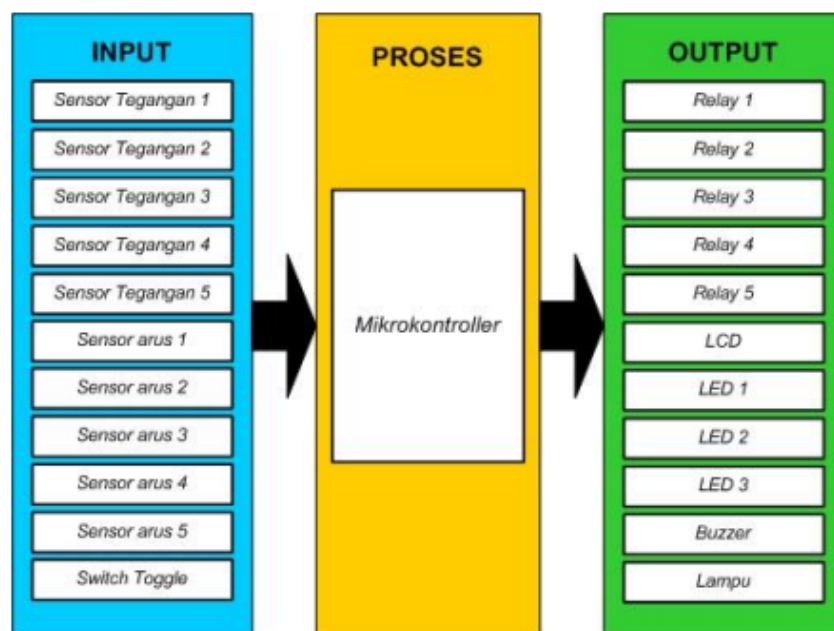 INPUT
Sensor Tegangan 1
Sensor Tegangan 2
Sensor Tegangan 3
Sensor Tegangan 4
Sensor Tegangan 5
Sensor arus 1
Sensor arus 2
Sensor arus 3
Sensor arus 4
Sensor arus 5
Switch Toggle
PROSES
Mikrokontroller
OUTPUT
Relay 1
Relay 2
Relay 3
Relay 4
Relay 5
LCD
LED 1
LED 2
LED 3
Buzzer
Lampu